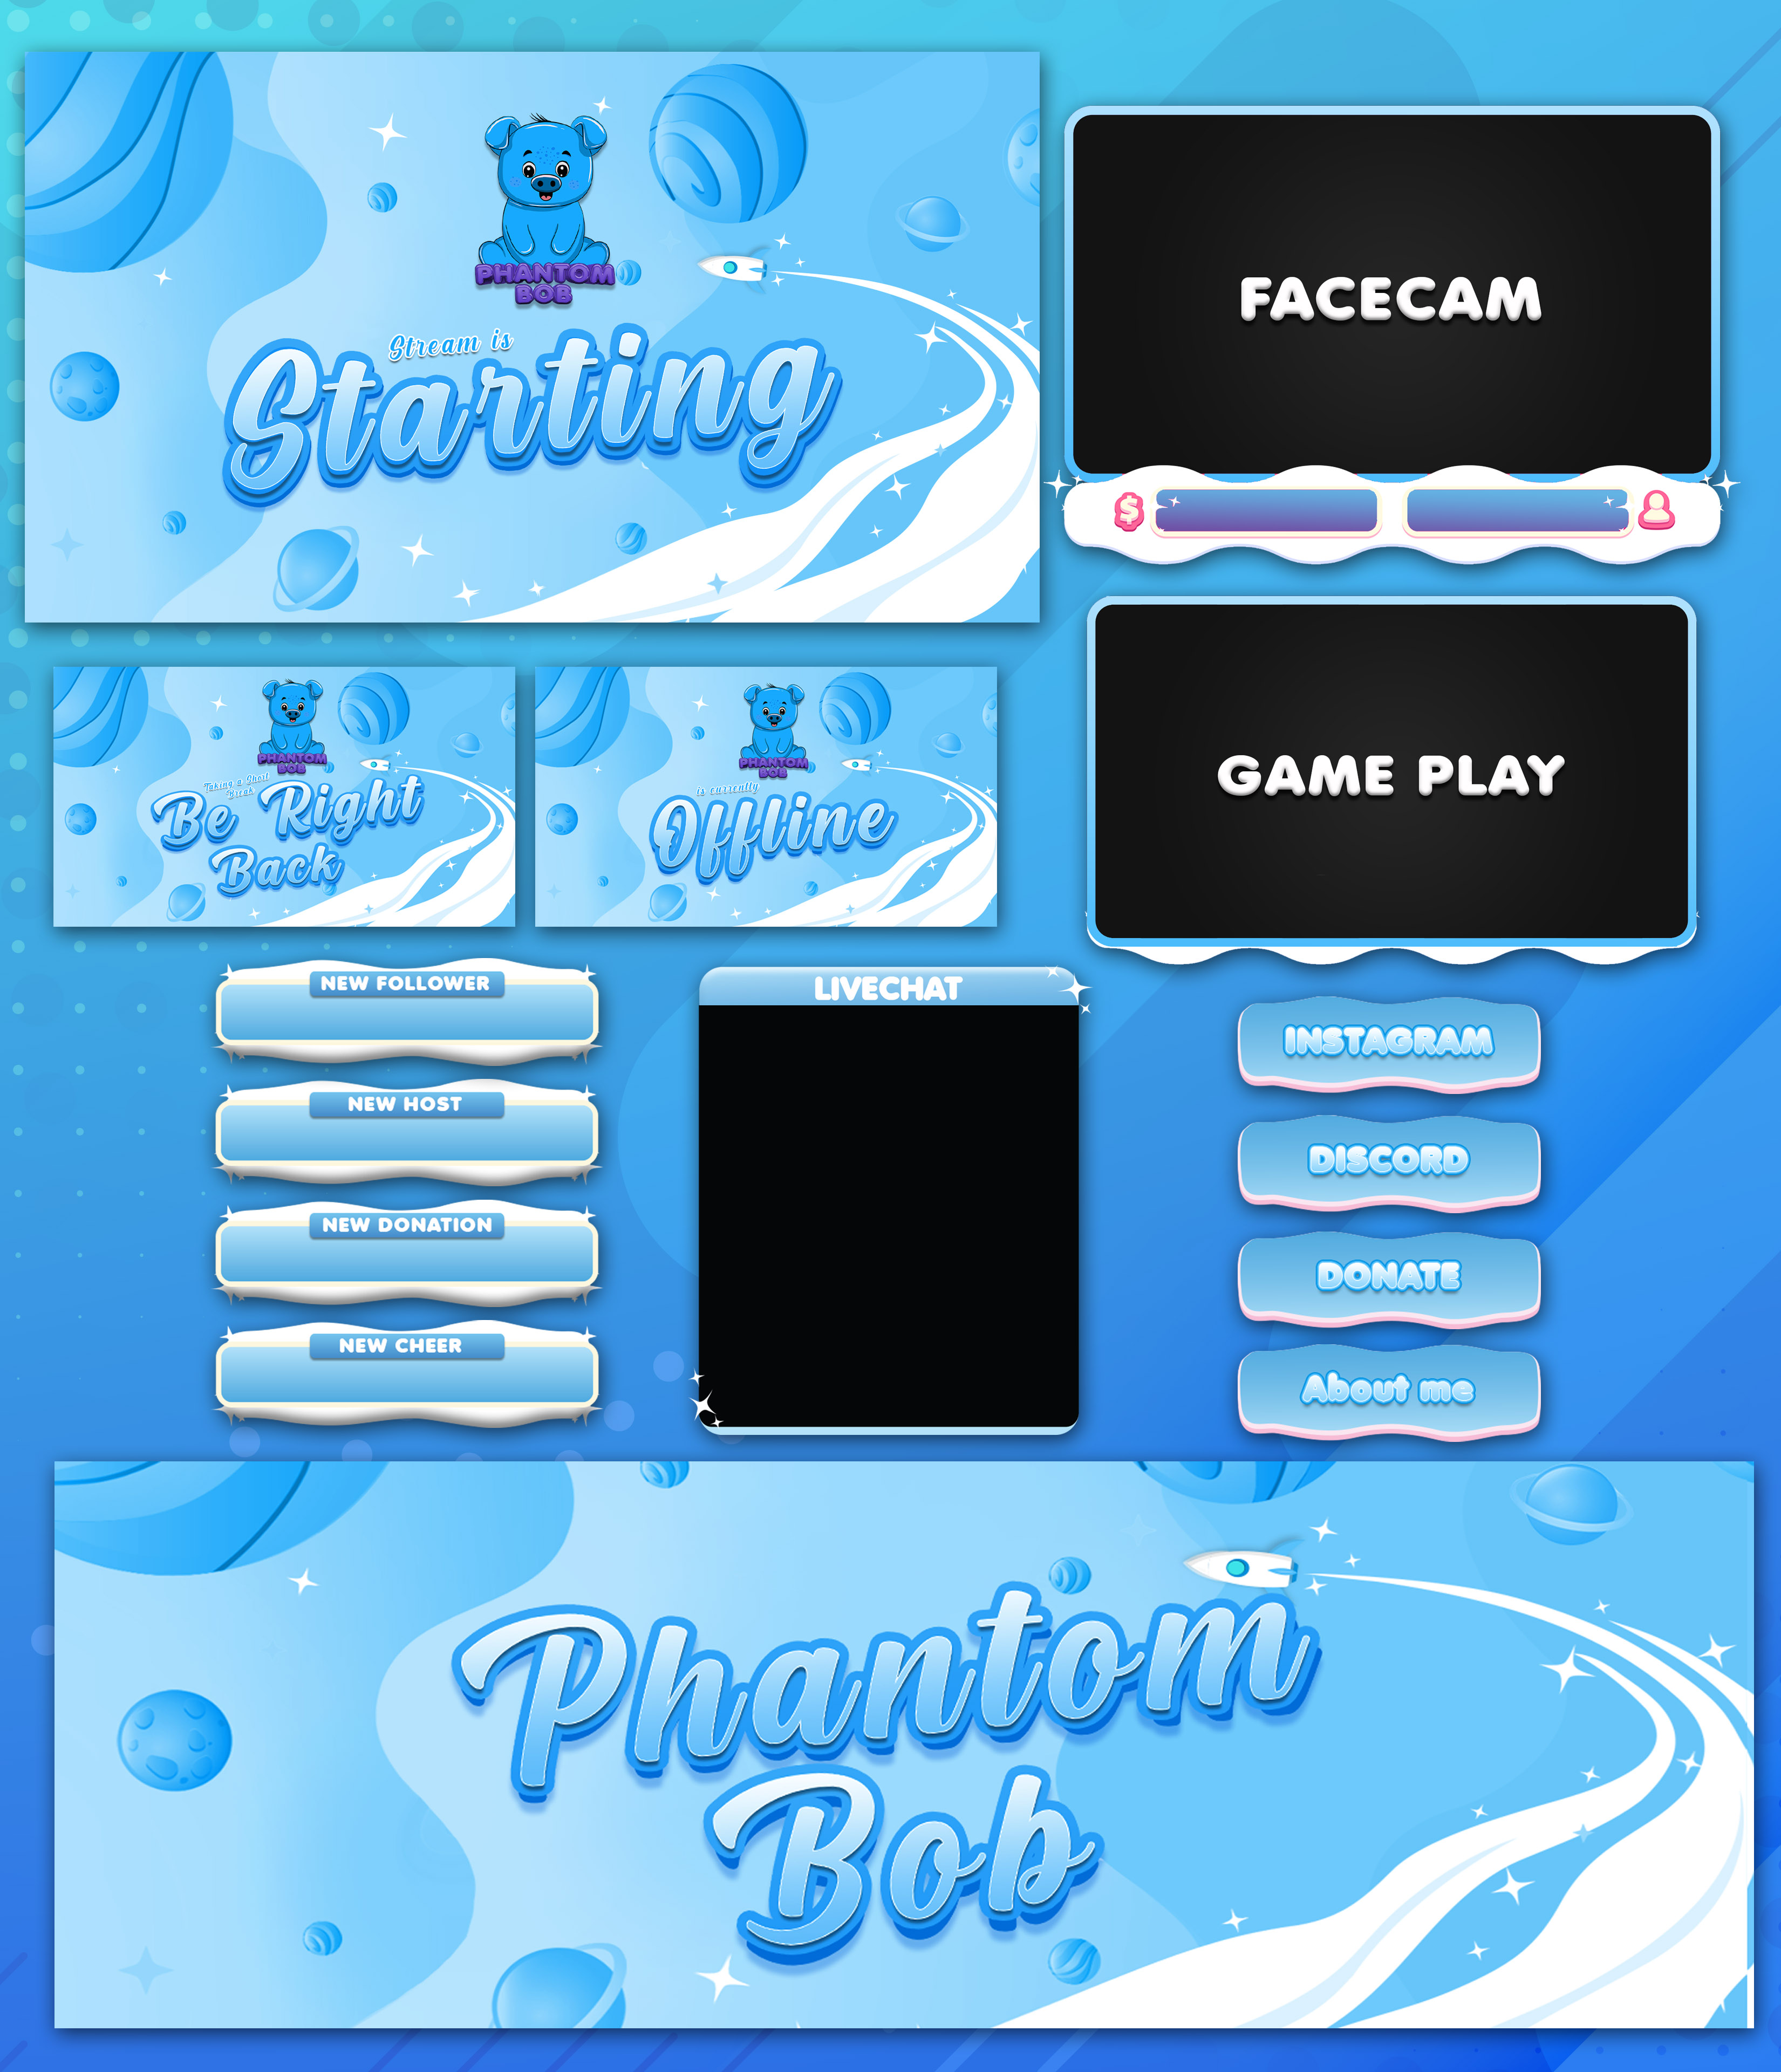 PHANTOM
BOB
Stream is
Starting
FACECAM
$
GAME PLAY
PHANTOM
BOB
Taking a Short
Break
Be Right
Back
PHANTOM
BOB
is currently
Offline
NEW FOLLOWER
NEW HOST
NEW DONATION
NEW CHEER
LIVECHAT
INSTAGRAM
DISCORD
DONATE
About me
Phantom
Bob